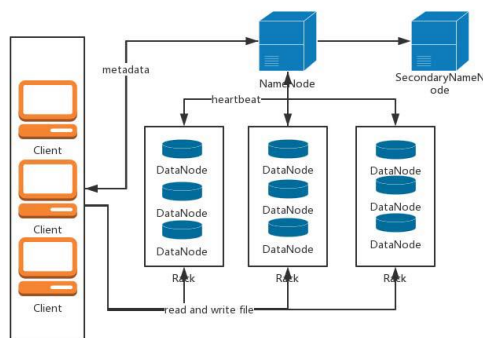 metadata
NameNode
SecondaryNameN
ode
heartbeat
Client
Client
Client
DataNode
DataNode
DataNode
Rack
DataNode
DataNode
DataNode
Rack
DataNode
DataNode
DataNode
Rack
read and write file